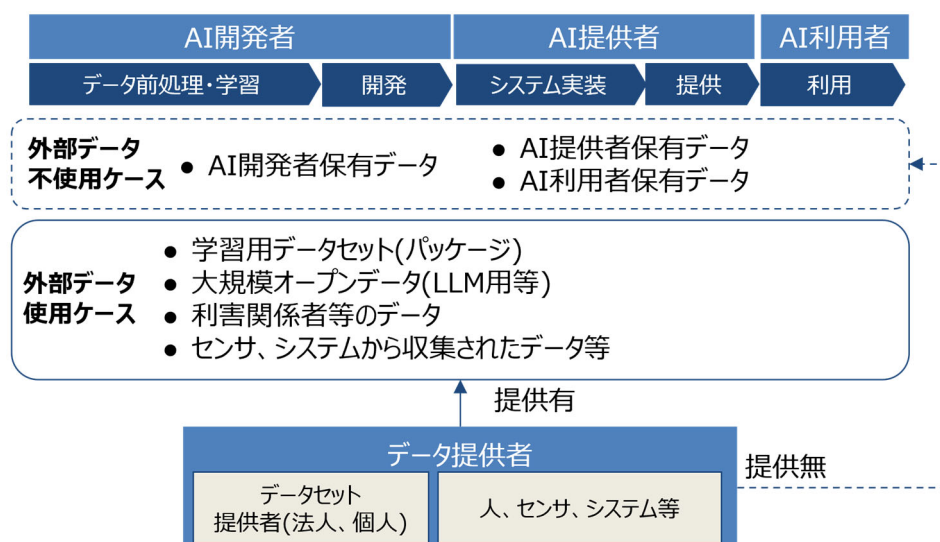 AI開発者
AI提供者
AI利用者
データ前処理・学習
開発
システム実装
提供
利用
外部データ
不使用ケース
● AI開発者保有データ
● AI提供者保有データ
● AI利用者保有データ
外部データ
使用ケース
● 学習用データセット(パッケージ)
● 大規模オープンデータ(LLM用等)
● 利害関係者等のデータ
● センサ、システムから収集されたデータ等
提供有
データ提供者
提供無
データセット
提供者(法人、個人)
人、センサ、システム等